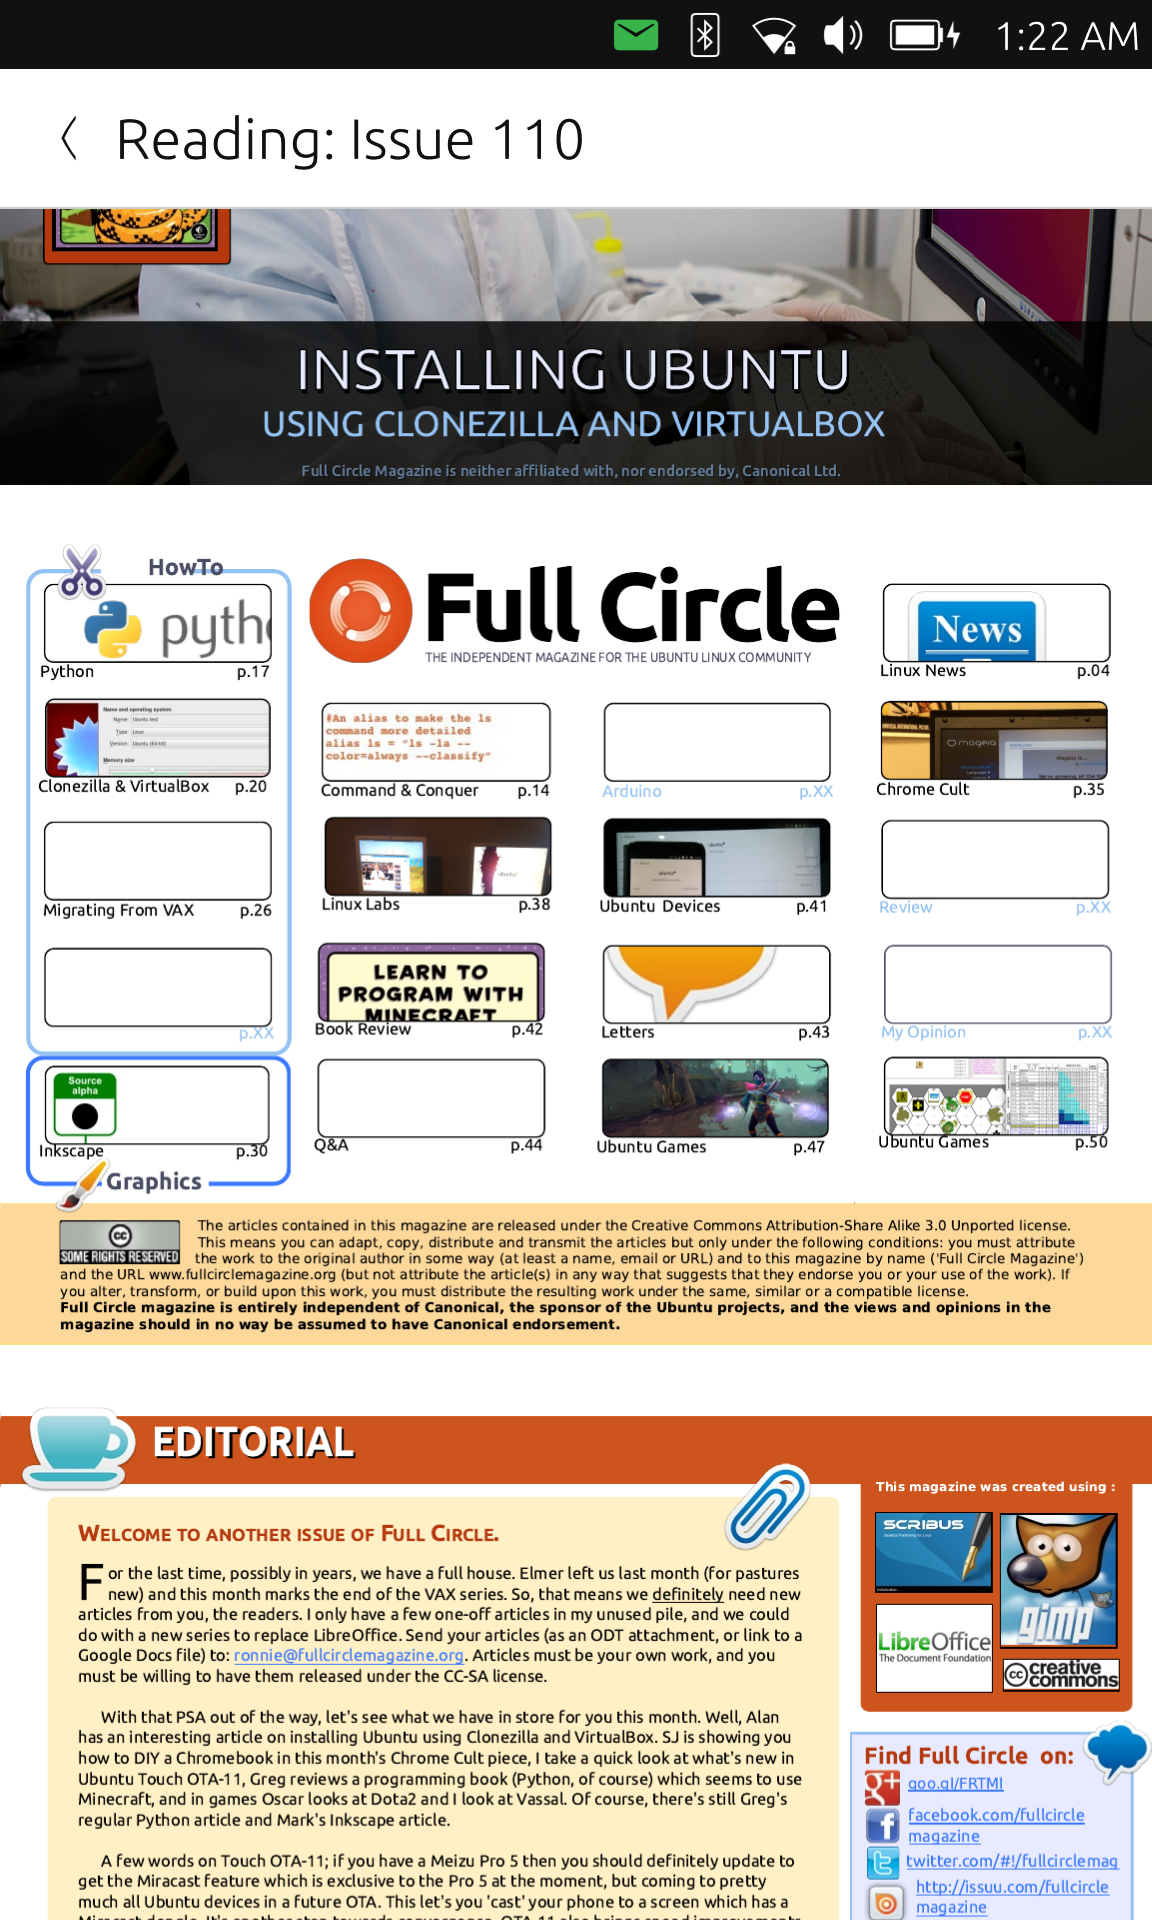 1:22 AM
Reading: Issue 110
INSTALLING UBUNTU
USING CLONEZILLA AND VIRTUALBOX
Full Circle Magazine is neither affiliated with, nor endorsed by, Canonical Ltd.
HowTo
Python p.17
Full Circle
THE INDEPENDENT MAGAZINE FOR THE UBUNTU LINUX COMMUNITY
News
Linux News p.04
Name and operating system
Name: Ubuntu test
Type: Linux
Version: Ubuntu (64-bit)
Memory size
Clonezilla & VirtualBox p.20
#An alias to make the ls
command more detailed
alias ls = "ls -la --
color=always --classify"
Command & Conquer p.14
Arduino p.XX
mageia
Chrome Cult p.35
Migrating From VAX p.26
Linux Labs p.38
ubuntu
Ubuntu Devices p.41
Review p.XX
p.XX
LEARN TO
PROGRAM WITH
MINECRAFT
Book Review p.42
Letters p.43
My Opinion p.XX
Source
alpha
Inkscape p.30
Graphics
Q&A p.44
Ubuntu Games p.47
Ubuntu Games p.50
cc
SOME RIGHTS RESERVED
The articles contained in this magazine are released under the Creative Commons Attribution-Share Alike 3.0 Unported license.
This means you can adapt, copy, distribute and transmit the articles but only under the following conditions: you must attribute
the work to the original author in some way (at least a name, email or URL) and to this magazine by name ('Full Circle Magazine')
and the URL www.fullcirclemagazine.org (but not attribute the article(s) in any way that suggests that they endorse you or your use of the work). If
you alter, transform, or build upon this work, you must distribute the resulting work under the same, similar or a compatible license.
Full Circle magazine is entirely independent of Canonical, the sponsor of the Ubuntu projects, and the views and opinions in the
magazine should in no way be assumed to have Canonical endorsement.
EDITORIAL
WELCOME TO ANOTHER ISSUE OF FULL CIRCLE.
For the last time, possibly in years, we have a full house. Elmer left us last month (for pastures
new) and this month marks the end of the VAX series. So, that means we definitely need new
articles from you, the readers. I only have a few one-off articles in my unused pile, and we could
do with a new series to replace LibreOffice. Send your articles (as an ODT attachment, or link to a
Google Docs file) to: ronnie@fullcirclemagazine.org. Articles must be your own work, and you
must be willing to have them released under the CC-SA license.
With that PSA out of the way, let's see what we have in store for you this month. Well, Alan
has an interesting article on installing Ubuntu using Clonezilla and VirtualBox. SJ is showing you
how to DIY a Chromebook in this month's Chrome Cult piece, I take a quick look at what's new in
Ubuntu Touch OTA-11, Greg reviews a programming book (Python, of course) which seems to use
Minecraft, and in games Oscar looks at Dota2 and I look at Vassal. Of course, there's still Greg's
regular Python article and Mark's Inkscape article.
A few words on Touch OTA-11; if you have a Meizu Pro 5 then you should definitely update to
get the Miracast feature which is exclusive to the Pro 5 at the moment, but coming to pretty
much all Ubuntu devices in a future OTA. This let's you 'cast' your phone to a screen which has a
This magazine was created using :
SCRIBUS
gimp
LibreOffice
The Document Foundation
cc creative
commons
Find Full Circle on:
goo.gl/FRTMI
facebook.com/fullcircle
magazine
twitter.com/#!/fullcirclemag
http://issuu.com/fullcircle
magazine